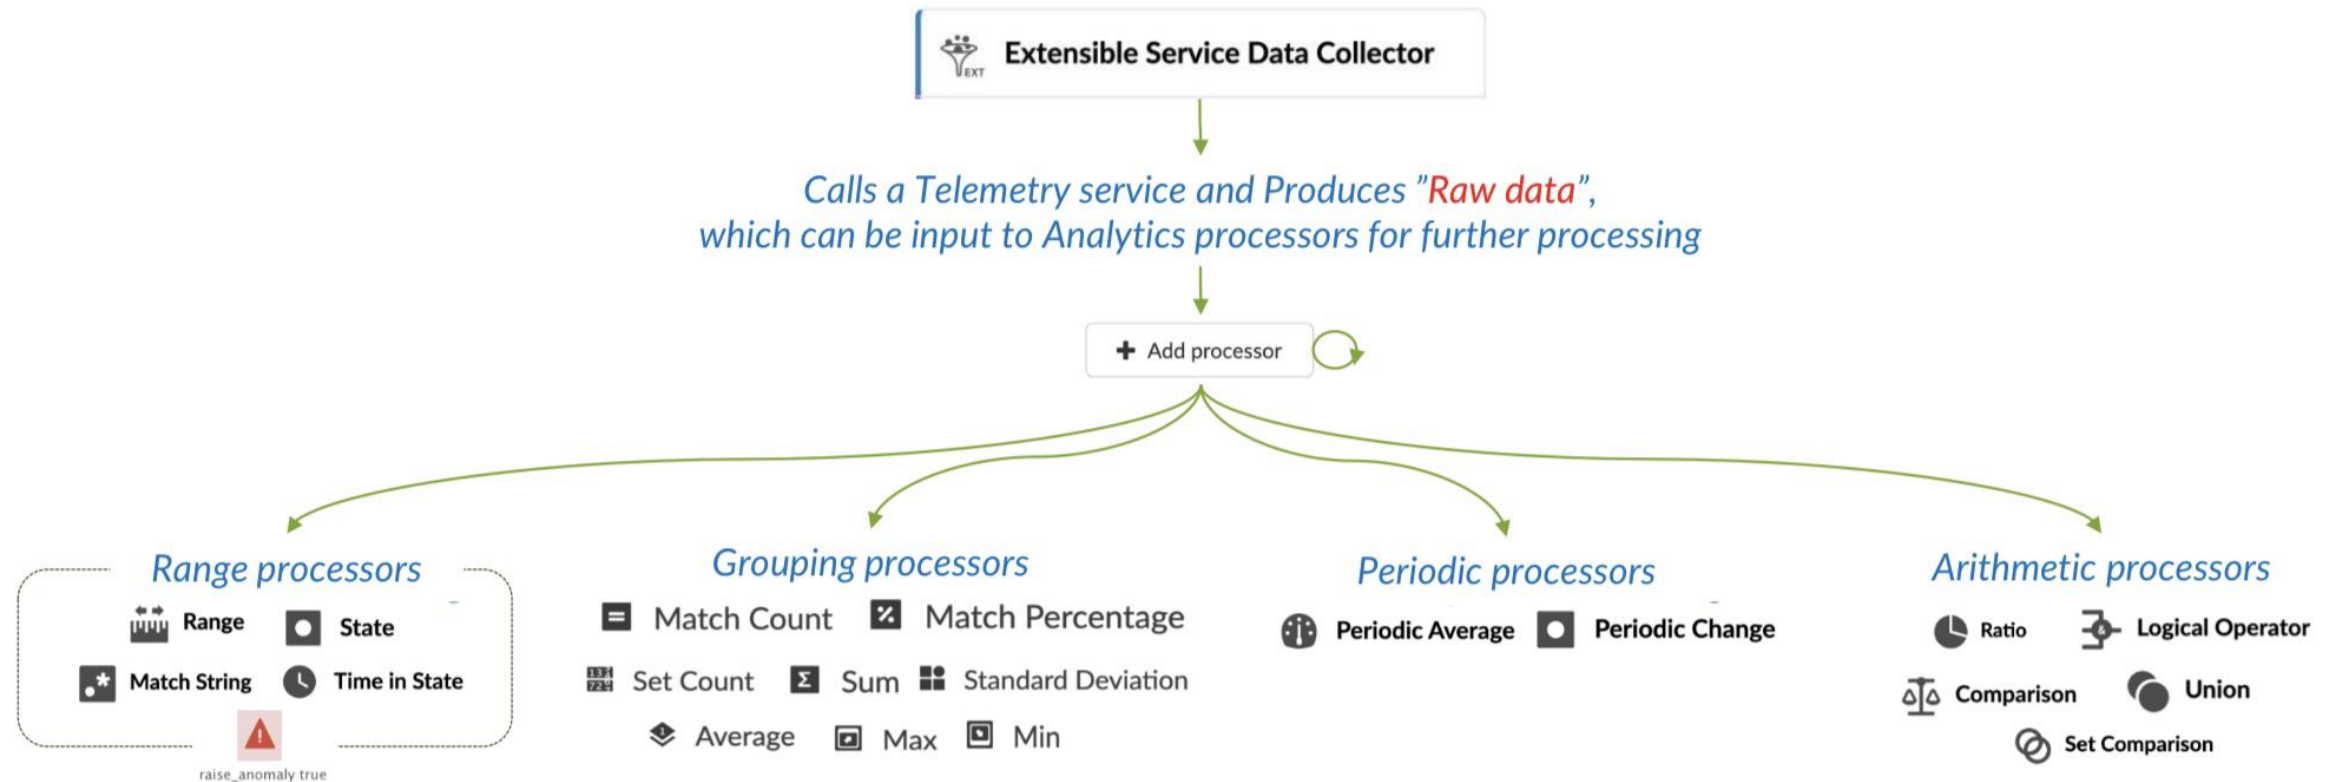 EXT
Extensible Service Data Collector
Calls a Telemetry service and Produces ”Raw data”,
which can be input to Analytics processors for further processing
Add processor
Range processors
Range State
Match String Time in State
raise_anomaly true
Grouping processors
Match Count Match Percentage
Set Count Sum Standard Deviation
Average Max Min
Periodic processors
Periodic Average Periodic Change
Arithmetic processors
Ratio Logical Operator
Comparison Union
Set Comparison